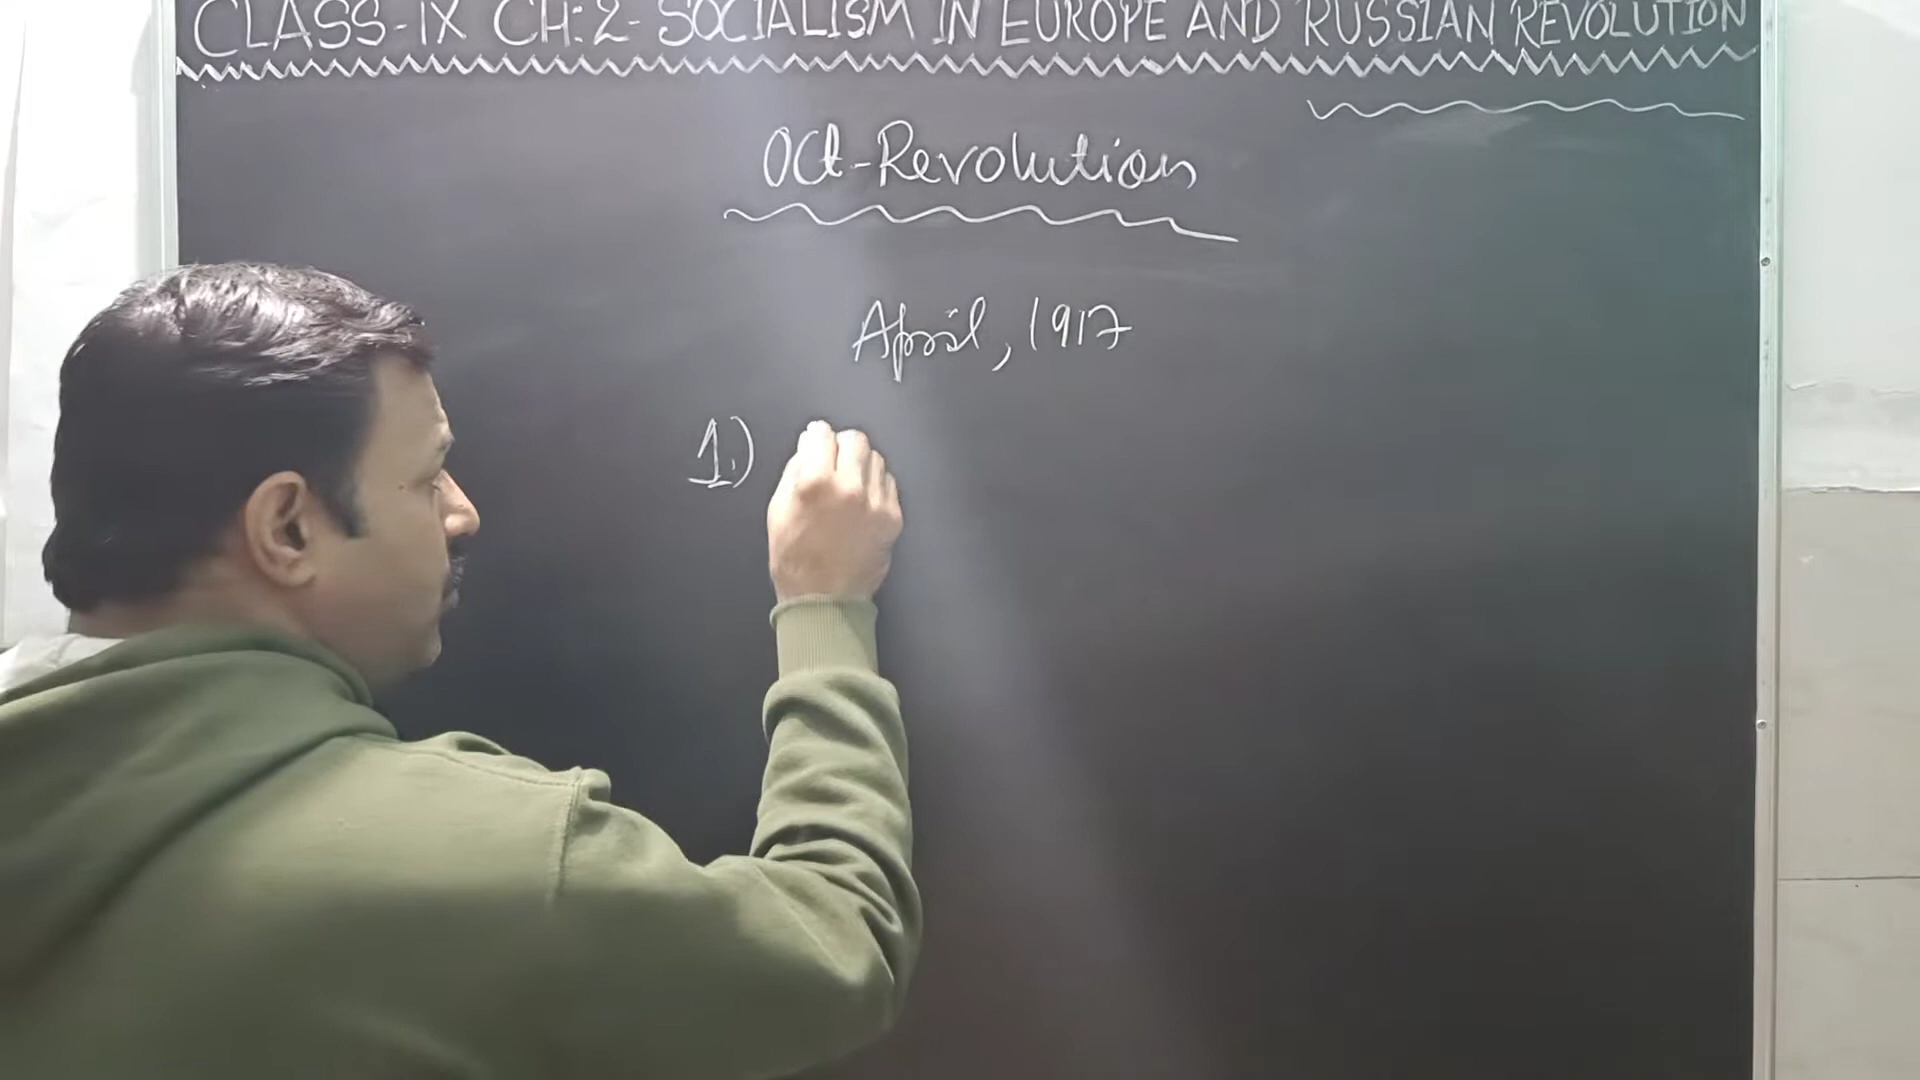 CLASS-IX CH:2- SOCIALISM IN EUROPE AND RUSSIAN REVOLUTION
Oct-Revolution
April, 1917
1.)